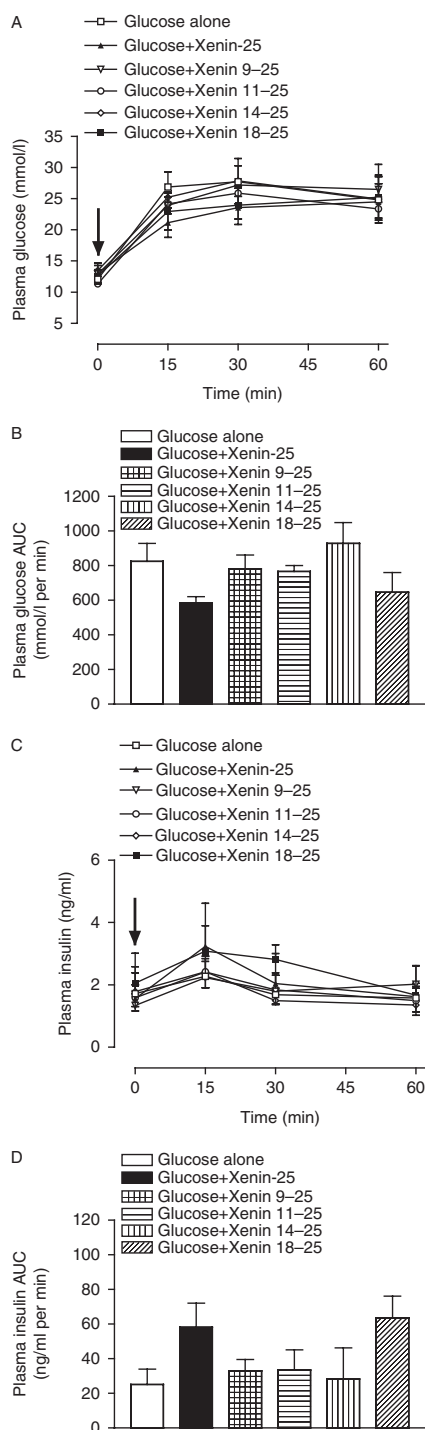 A
Glucose alone
Glucose+Xenin-25
Glucose+Xenin 9–25
Glucose+Xenin 11–25
Glucose+Xenin 14–25
Glucose+Xenin 18–25
Plasma glucose (mmol/l)
35
30
25
20
15
10
5
0 15 30 45 60
Time (min)
B
Glucose alone
Glucose+Xenin-25
Glucose+Xenin 9–25
Glucose+Xenin 11–25
Glucose+Xenin 14–25
Glucose+Xenin 18–25
Plasma glucose AUC
(mmol/l per min)
1200
1000
800
600
400
200
0
C
Glucose alone
Glucose+Xenin-25
Glucose+Xenin 9–25
Glucose+Xenin 11–25
Glucose+Xenin 14–25
Glucose+Xenin 18–25
Plasma insulin (ng/ml)
6
4
2
0
0 15 30 45 60
Time (min)
D
Glucose alone
Glucose+Xenin-25
Glucose+Xenin 9–25
Glucose+Xenin 11–25
Glucose+Xenin 14–25
Glucose+Xenin 18–25
Plasma insulin AUC
(ng/ml per min)
120
100
80
60
40
20
0